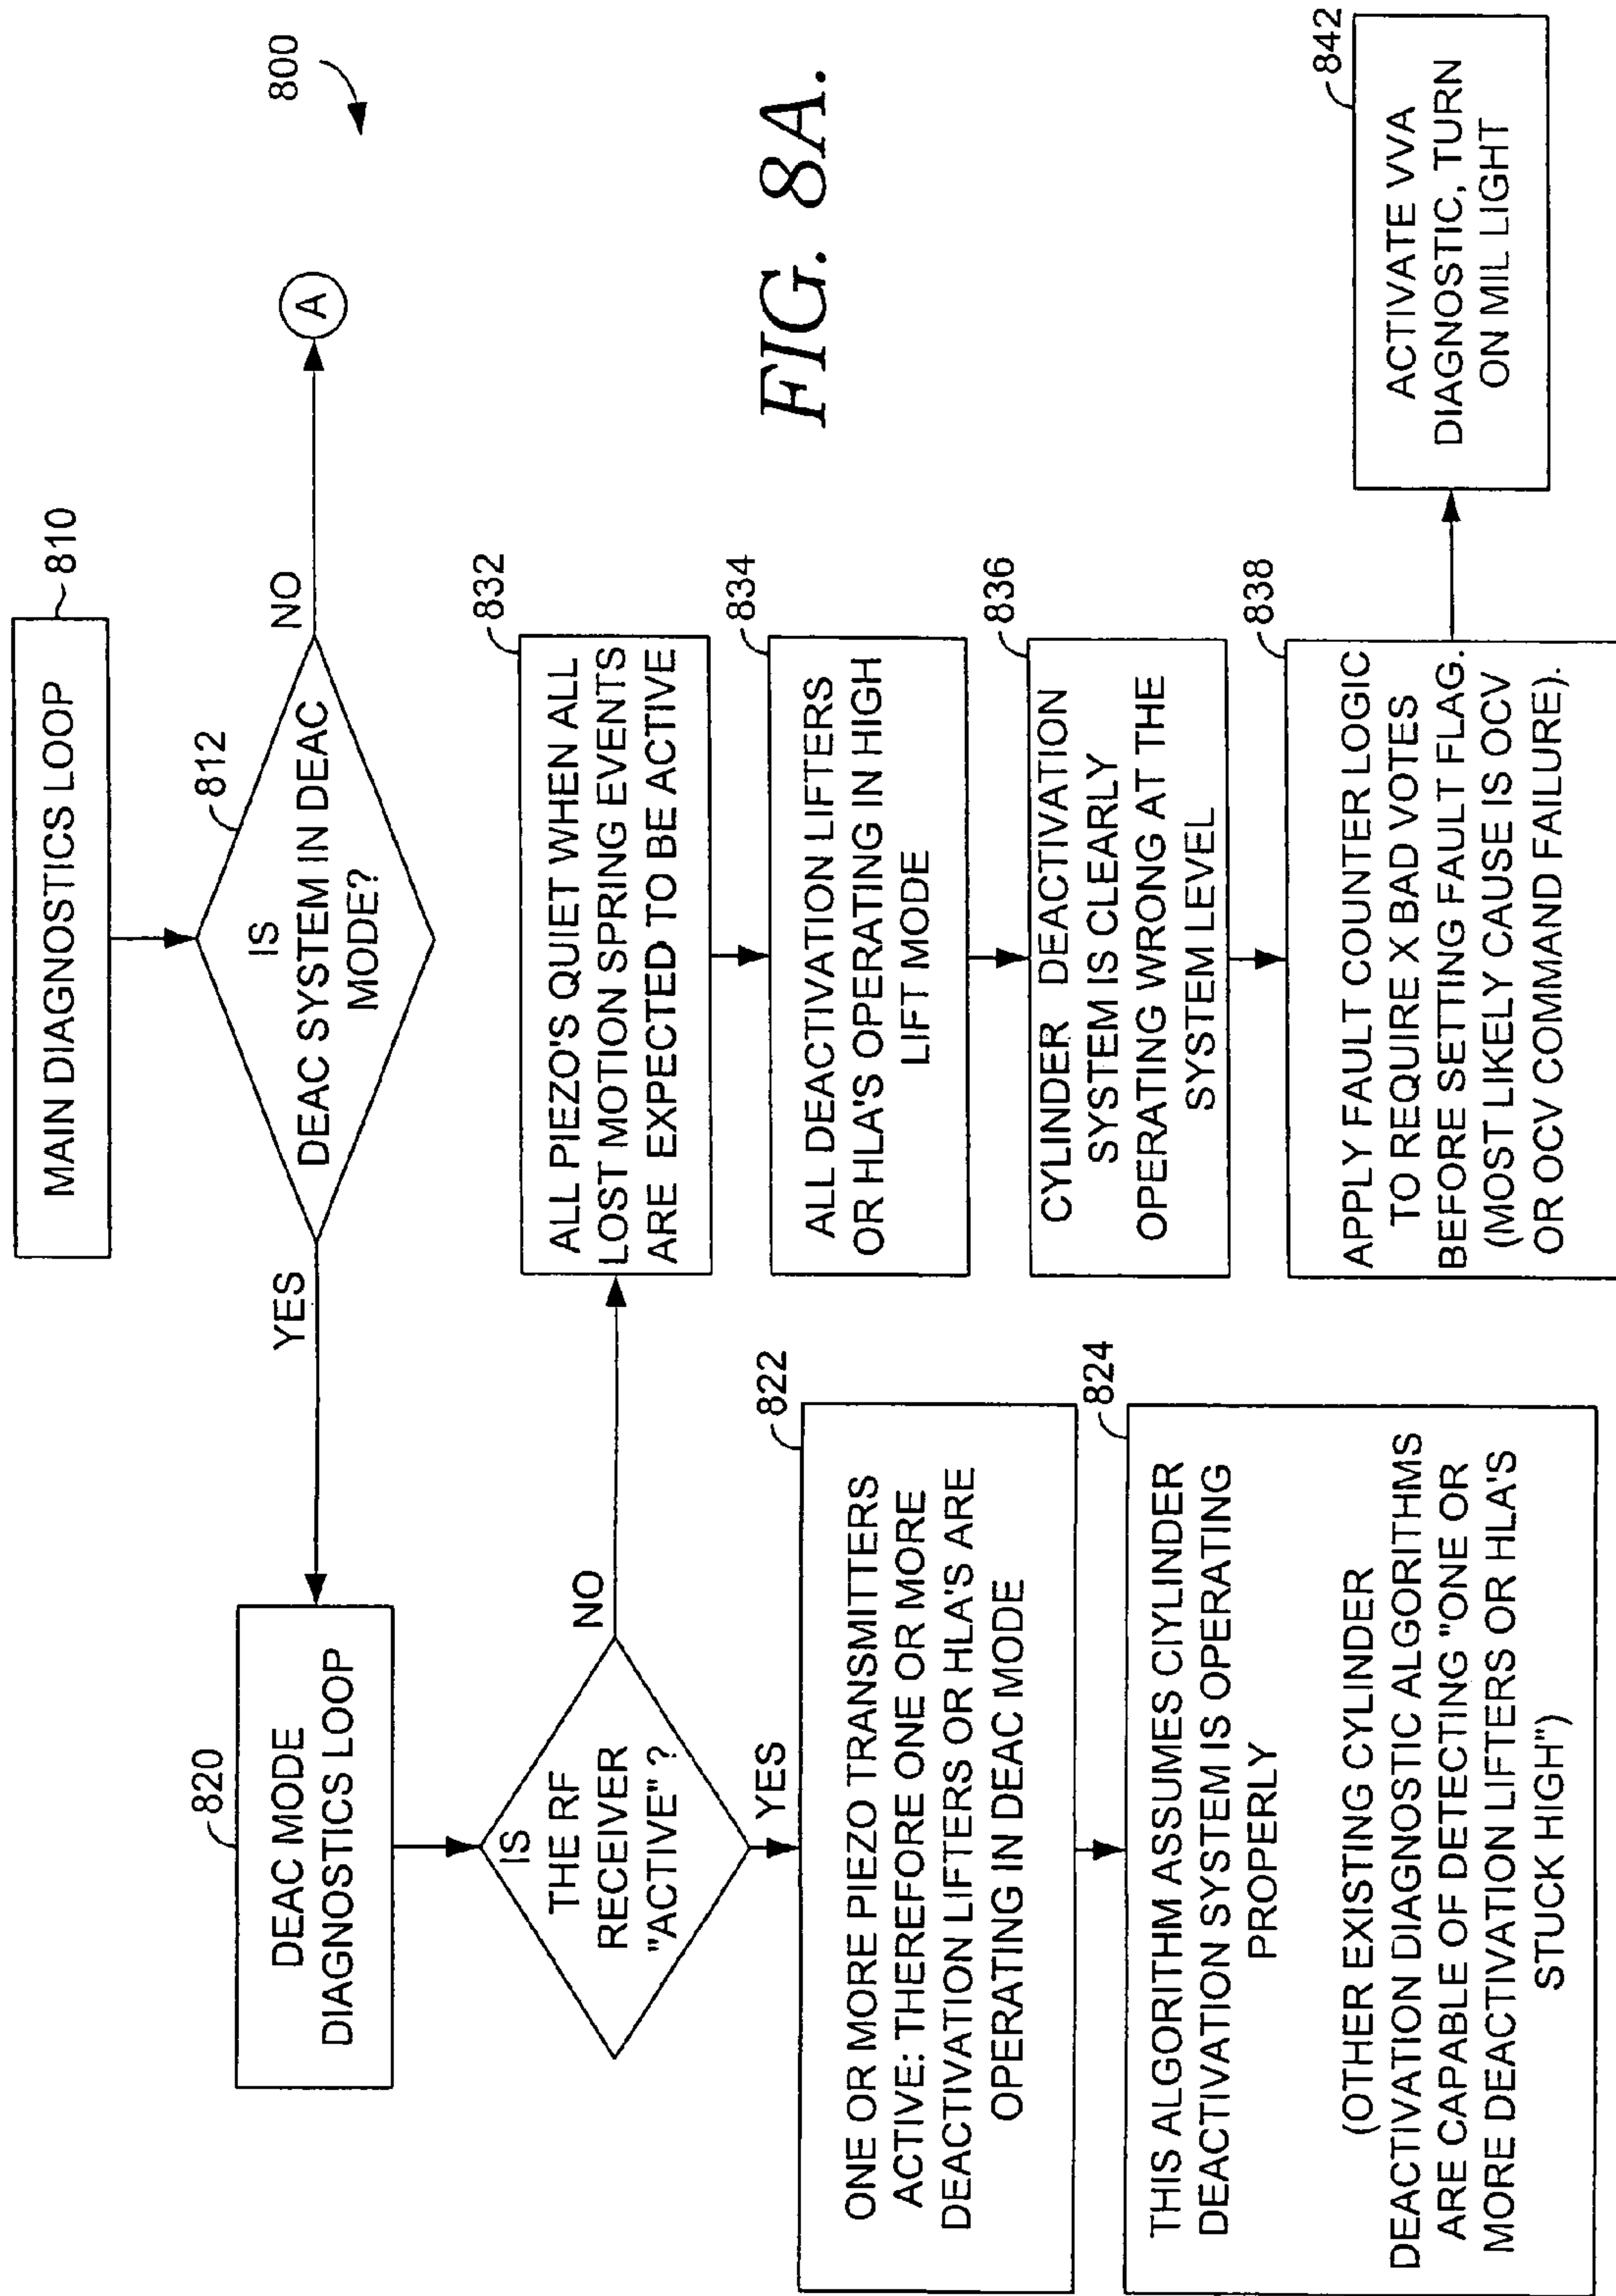 800
MAIN DIAGNOSTICS LOOP
810
812
IS
DEAC SYSTEM IN DEAC
MODE?
YES
NO
A
820
DEAC MODE
DIAGNOSTICS LOOP
IS
THE RF
RECEIVER
"ACTIVE" ?
NO
YES
822
ONE OR MORE PIEZO TRANSMITTERS
ACTIVE: THEREFORE ONE OR MORE
DEACTIVATION LIFTERS OR HLA'S ARE
OPERATING IN DEAC MODE
824
THIS ALGORITHM ASSUMES CIYLINDER
DEACTIVATION SYSTEM IS OPERATING
PROPERLY
(OTHER EXISTING CYLINDER
DEACTIVATION DIAGNOSTIC ALGORITHMS
ARE CAPABLE OF DETECTING "ONE OR
MORE DEACTIVATION LIFTERS OR HLA'S
STUCK HIGH")
832
ALL PIEZO'S QUIET WHEN ALL
LOST MOTION SPRING EVENTS
ARE EXPECTED TO BE ACTIVE
834
ALL DEACTIVATION LIFTERS
OR HLA'S OPERATING IN HIGH
LIFT MODE
836
CYLINDER DEACTIVATION
SYSTEM IS CLEARLY
OPERATING WRONG AT THE
SYSTEM LEVEL
838
APPLY FAULT COUNTER LOGIC
TO REQUIRE X BAD VOTES
BEFORE SETTING FAULT FLAG.
(MOST LIKELY CAUSE IS OCV
OR OCV COMMAND FAILURE).
842
ACTIVATE VVA
DIAGNOSTIC, TURN
ON MIL LIGHT
FIG. 8A.